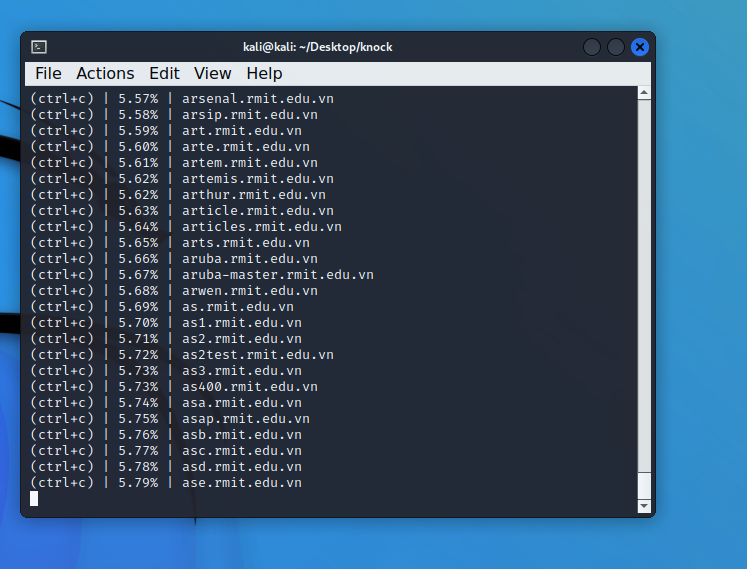 kali@kali: ~/Desktop/knock
File Actions Edit View Help
(ctrl+c) | 5.57% | arsenal.rmit.edu.vn
(ctrl+c) | 5.58% | arsip.rmit.edu.vn
(ctrl+c) | 5.59% | art.rmit.edu.vn
(ctrl+c) | 5.60% | arte.rmit.edu.vn
(ctrl+c) | 5.61% | artem.rmit.edu.vn
(ctrl+c) | 5.62% | artemis.rmit.edu.vn
(ctrl+c) | 5.62% | arthur.rmit.edu.vn
(ctrl+c) | 5.63% | article.rmit.edu.vn
(ctrl+c) | 5.64% | articles.rmit.edu.vn
(ctrl+c) | 5.65% | arts.rmit.edu.vn
(ctrl+c) | 5.66% | aruba.rmit.edu.vn
(ctrl+c) | 5.67% | aruba-master.rmit.edu.vn
(ctrl+c) | 5.68% | arwen.rmit.edu.vn
(ctrl+c) | 5.69% | as.rmit.edu.vn
(ctrl+c) | 5.70% | as1.rmit.edu.vn
(ctrl+c) | 5.71% | as2.rmit.edu.vn
(ctrl+c) | 5.72% | as2test.rmit.edu.vn
(ctrl+c) | 5.73% | as3.rmit.edu.vn
(ctrl+c) | 5.73% | as400.rmit.edu.vn
(ctrl+c) | 5.74% | asa.rmit.edu.vn
(ctrl+c) | 5.75% | asap.rmit.edu.vn
(ctrl+c) | 5.76% | asb.rmit.edu.vn
(ctrl+c) | 5.77% | asc.rmit.edu.vn
(ctrl+c) | 5.78% | asd.rmit.edu.vn
(ctrl+c) | 5.79% | ase.rmit.edu.vn